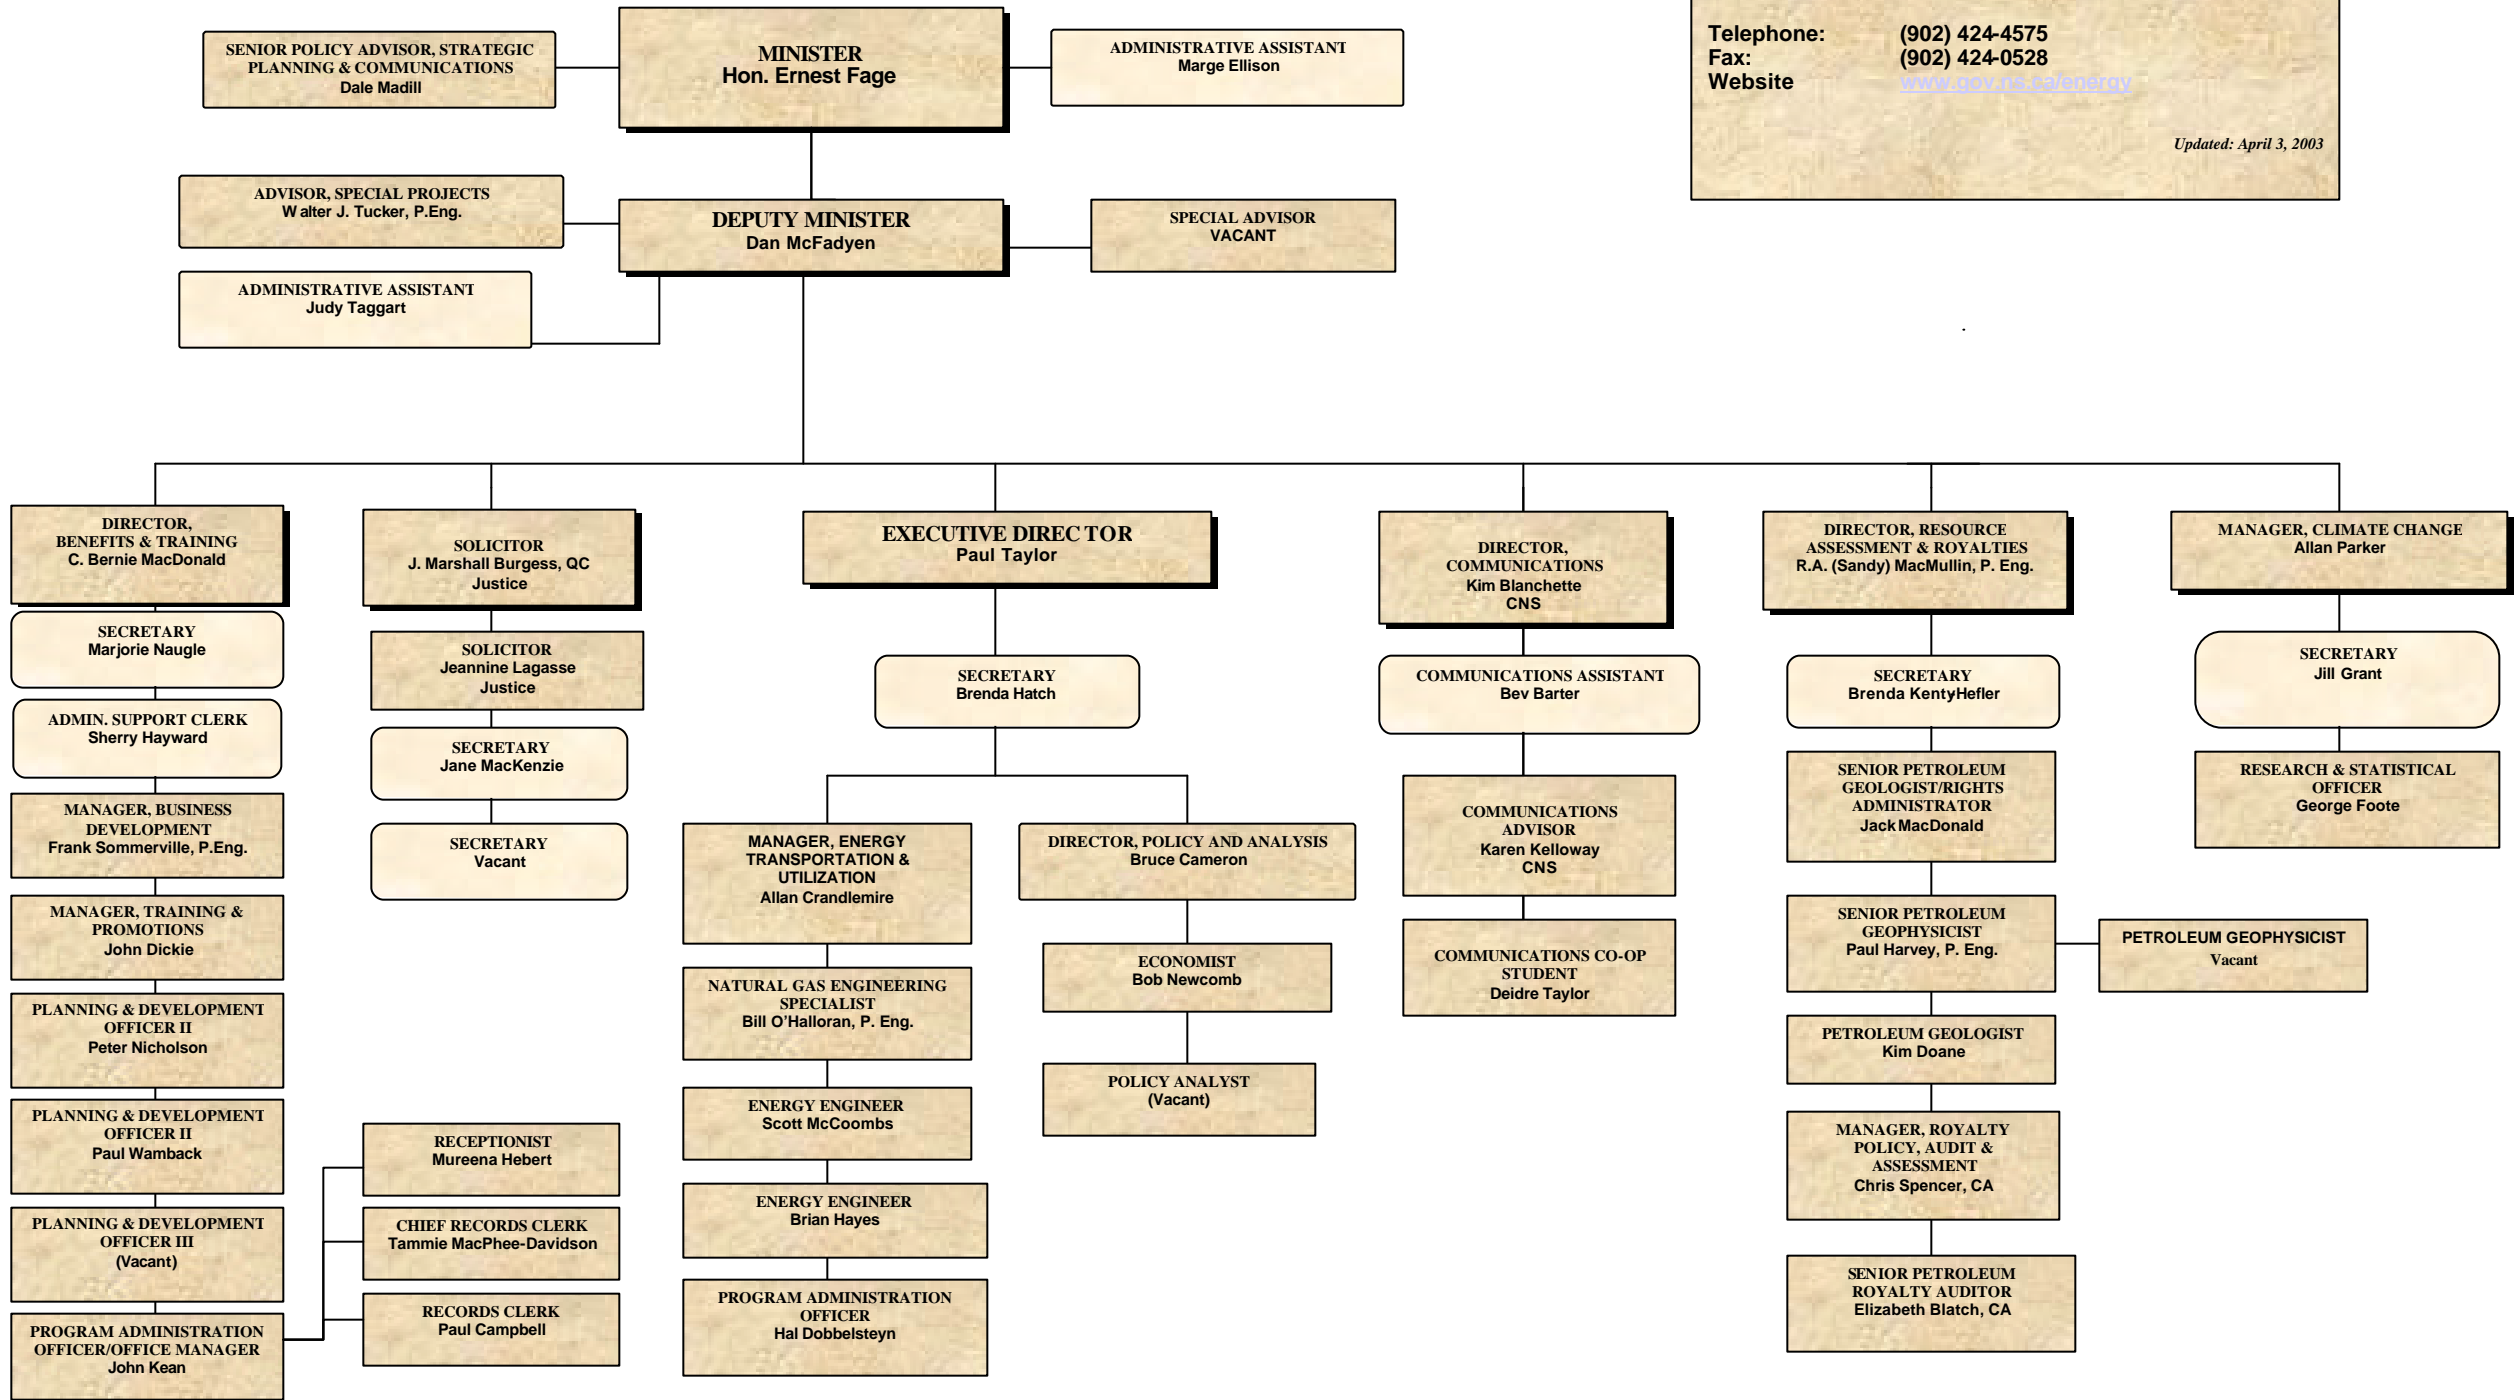 SENIOR POLICY ADVISOR, STRATEGIC
PLANNING & COMMUNICATIONS
Dale Madill
MINISTER
Hon. Ernest Fage
ADMINISTRATIVE ASSISTANT
Marge Ellison
Telephone: (902) 424-4575
Fax: (902) 424-0528
Website www.gov.ns.ca/energy
Updated: April 3, 2003
ADVISOR, SPECIAL PROJECTS
Walter J. Tucker, P.Eng.
DEPUTY MINISTER
Dan McFadyen
SPECIAL ADVISOR
VACANT
ADMINISTRATIVE ASSISTANT
Judy Taggart
.
DIRECTOR,
BENEFITS & TRAINING
C. Bernie MacDonald
SECRETARY
Marjorie Naugle
ADMIN. SUPPORT CLERK
Sherry Hayward
MANAGER, BUSINESS
DEVELOPMENT
Frank Sommerville, P.Eng.
MANAGER, TRAINING &
PROMOTIONS
John Dickie
PLANNING & DEVELOPMENT
OFFICER II
Peter Nicholson
PLANNING & DEVELOPMENT
OFFICER II
Paul Wamback
PLANNING & DEVELOPMENT
OFFICER III
(Vacant)
PROGRAM ADMINISTRATION
OFFICER/OFFICE MANAGER
John Kean
RECEPTIONIST
Mureena Hebert
CHIEF RECORDS CLERK
Tammie MacPhee-Davidson
RECORDS CLERK
Paul Campbell
SOLICITOR
J. Marshall Burgess, QC
Justice
SOLICITOR
Jeannine Lagasse
Justice
SECRETARY
Jane MacKenzie
SECRETARY
Vacant
EXECUTIVE DIREC TOR
Paul Taylor
SECRETARY
Brenda Hatch
MANAGER, ENERGY
TRANSPORTATION &
UTILIZATION
Allan Crandlemire
NATURAL GAS ENGINEERING
SPECIALIST
Bill O’Halloran, P. Eng.
ENERGY ENGINEER
Scott McCoombs
ENERGY ENGINEER
Brian Hayes
PROGRAM ADMINISTRATION
OFFICER
Hal Dobbelsteyn
DIRECTOR, POLICY AND ANALYSIS
Bruce Cameron
ECONOMIST
Bob Newcomb
POLICY ANALYST
(Vacant)
DIRECTOR,
COMMUNICATIONS
Kim Blanchette
CNS
COMMUNICATIONS ASSISTANT
Bev Barter
COMMUNICATIONS
ADVISOR
Karen Kelloway
CNS
COMMUNICATIONS CO-OP
STUDENT
Deidre Taylor
DIRECTOR, RESOURCE
ASSESSMENT & ROYALTIES
R.A. (Sandy) MacMullin, P. Eng.
SECRETARY
Brenda KentyHefler
SENIOR PETROLEUM
GEOLOGIST/RIGHTS
ADMINISTRATOR
Jack MacDonald
SENIOR PETROLEUM
GEOPHYSICIST
Paul Harvey, P. Eng.
PETROLEUM GEOPHYSICIST
Vacant
PETROLEUM GEOLOGIST
Kim Doane
MANAGER, ROYALTY
POLICY, AUDIT &
ASSESSMENT
Chris Spencer, CA
SENIOR PETROLEUM
ROYALTY AUDITOR
Elizabeth Blatch, CA
MANAGER, CLIMATE CHANGE
Allan Parker
SECRETARY
Jill Grant
RESEARCH & STATISTICAL
OFFICER
George Foote